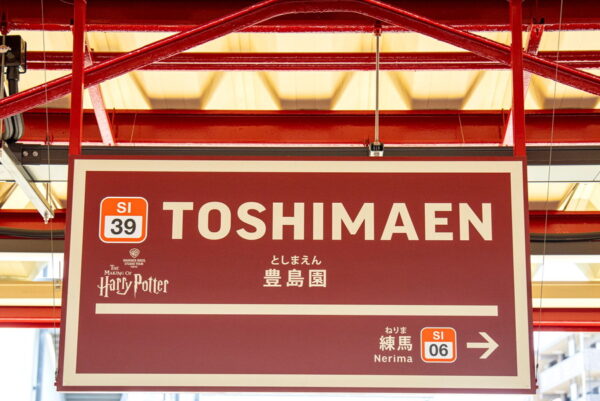 SI
39
TOSHIMAEN
WARNER BROS.
STUDIO TOUR
TOKYO
THE
MAKING OF
Harry Potter
としまえん
豊島園
ねりま
練馬
Nerima
SI
06